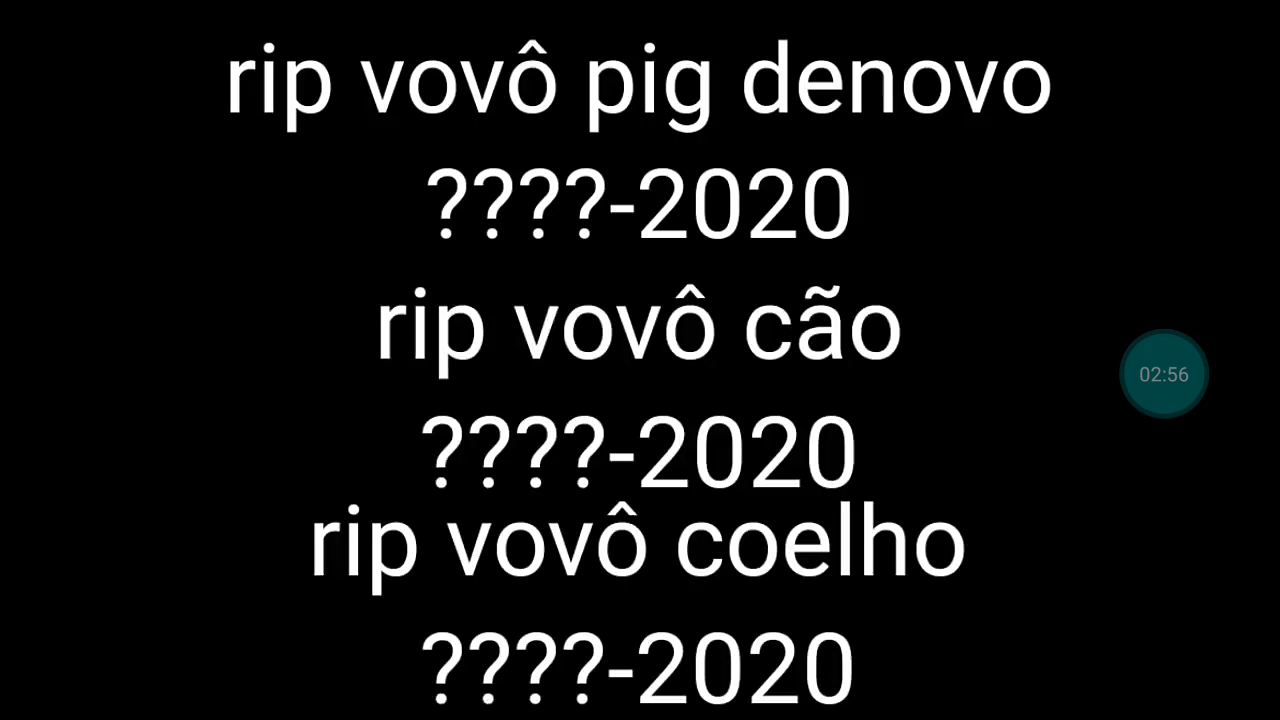 rip vovô pig denovo
????-2020
rip vovô cão
????-2020
02:56
rip vovô coelho
????-2020